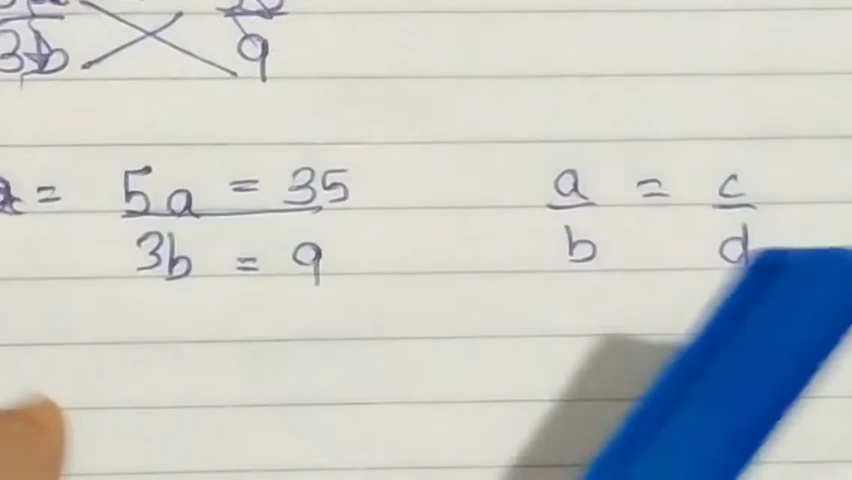 3b 9
= 5a = 35
3b = 9
a = c
b d